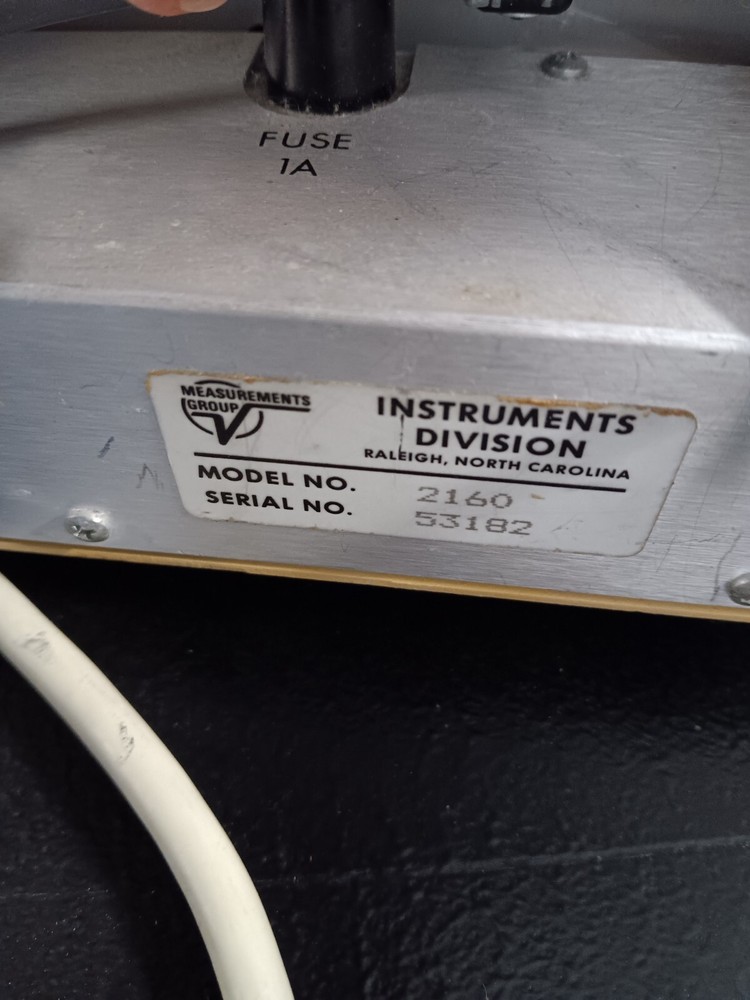 FUSE
1A
MEASUREMENTS
GROUP
INSTRUMENTS
DIVISION
RALEIGH, NORTH CAROLINA
MODEL NO. 2160
SERIAL NO. 53182